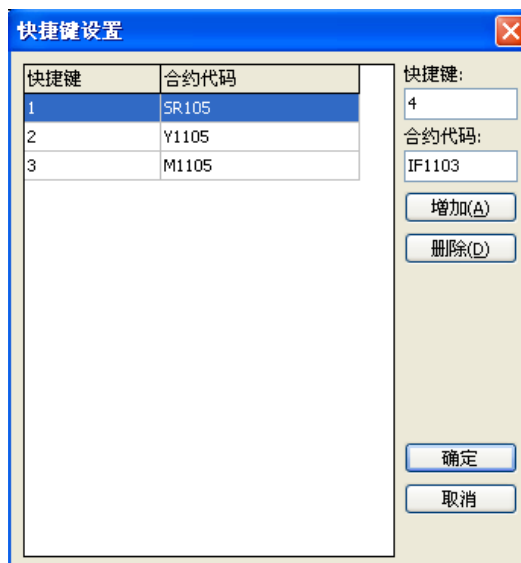 快捷键设置
快捷键 合约代码
1 SR105
2 Y1105
3 M1105
快捷键:
4
合约代码:
IF1103
增加(A)
删除(D)
确定
取消